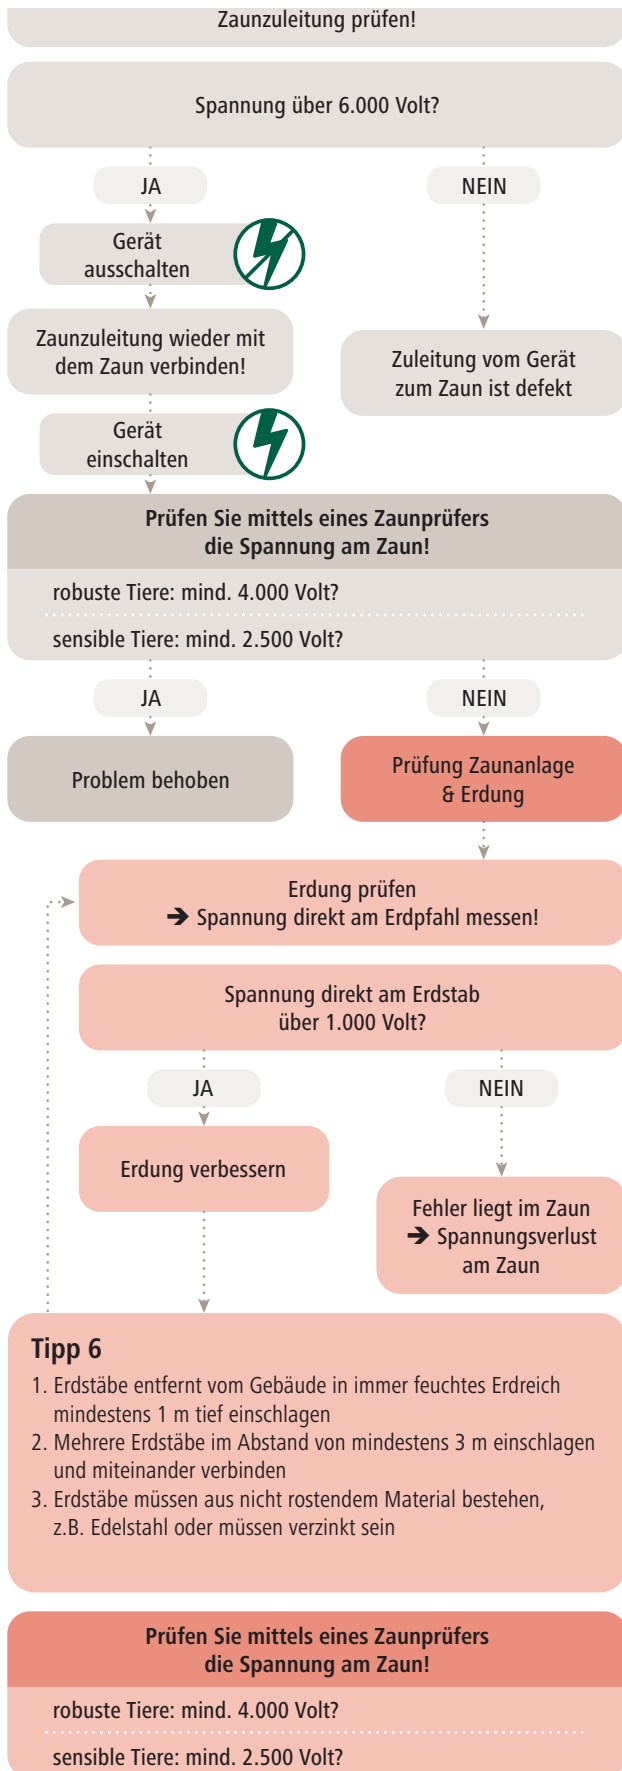 Zaunzuleitung prüfen!
Spannung über 6.000 Volt?
JA
NEIN
Gerät
ausschalten
Zaunzuleitung wieder mit
dem Zaun verbinden!
Zuleitung vom Gerät
zum Zaun ist defekt
Gerät
einschalten
Prüfen Sie mittels eines Zaunprüfers
die Spannung am Zaun!
robuste Tiere: mind. 4.000 Volt?
sensible Tiere: mind. 2.500 Volt?
JA
NEIN
Problem behoben
Prüfung Zaunanlage
& Erdung
Erdung prüfen
➔ Spannung direkt am Erdpfahl messen!
Spannung direkt am Erdstab
über 1.000 Volt?
JA
NEIN
Erdung verbessern
Fehler liegt im Zaun
➔ Spannungsverlust
am Zaun
Tipp 6
1. Erdstäbe entfernt vom Gebäude in immer feuchtes Erdreich
mindestens 1 m tief einschlagen
2. Mehrere Erdstäbe im Abstand von mindestens 3 m einschlagen
und miteinander verbinden
3. Erdstäbe müssen aus nicht rostendem Material bestehen,
z.B. Edelstahl oder müssen verzinkt sein
Prüfen Sie mittels eines Zaunprüfers
die Spannung am Zaun!
robuste Tiere: mind. 4.000 Volt?
sensible Tiere: mind. 2.500 Volt?